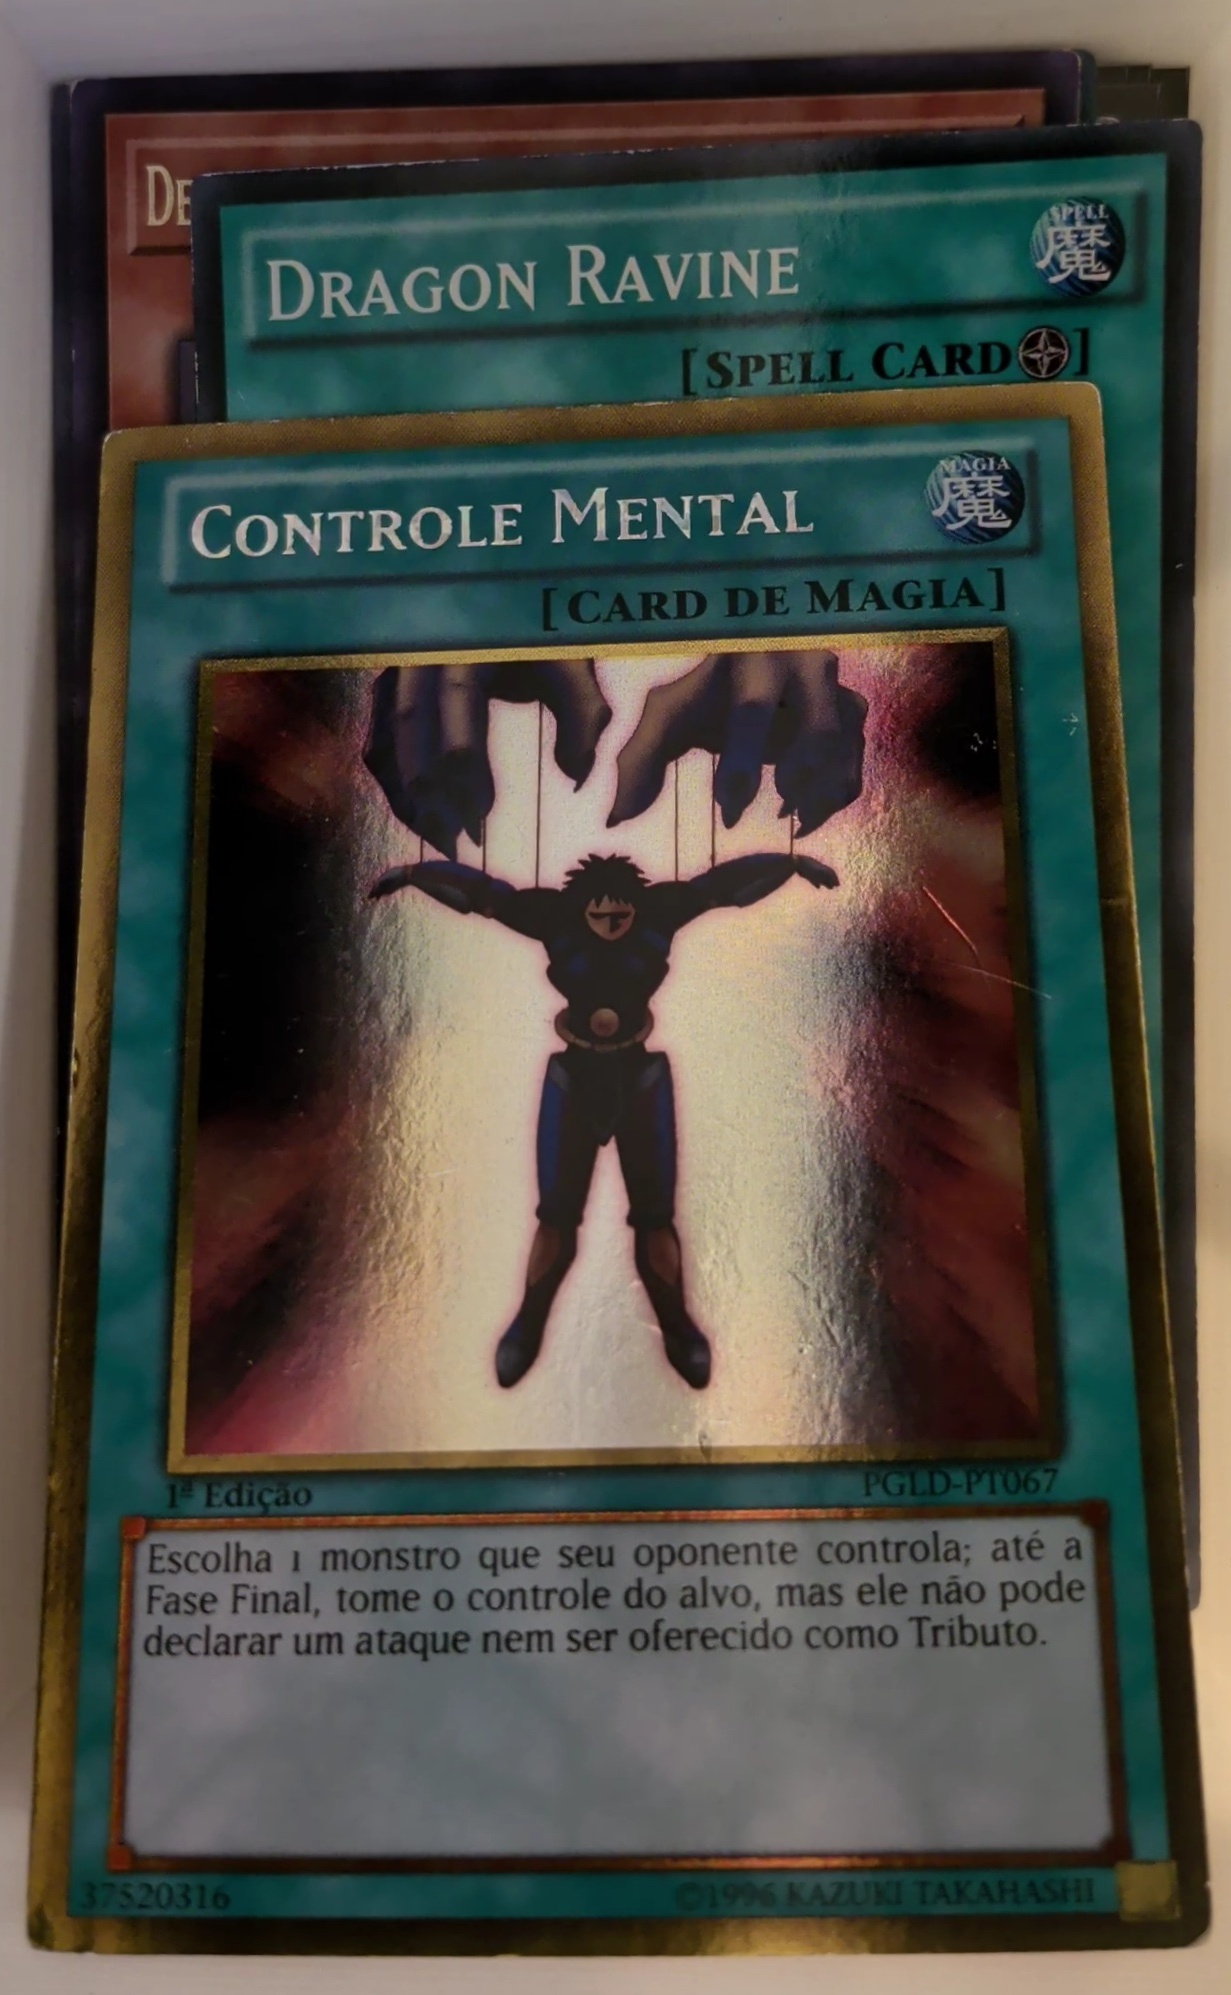 De
Dragon Ravine
SPELL
魔
[Spell Card]
Controle Mental
MAGIA
魔
[Card de Magia]
1ª Edição
PGLD-PT067
Escolha 1 monstro que seu oponente controla; até a
Fase Final, tome o controle do alvo, mas ele não pode
declarar um ataque nem ser oferecido como Tributo.
37520316
©1996 KAZUKI TAKAHASHI